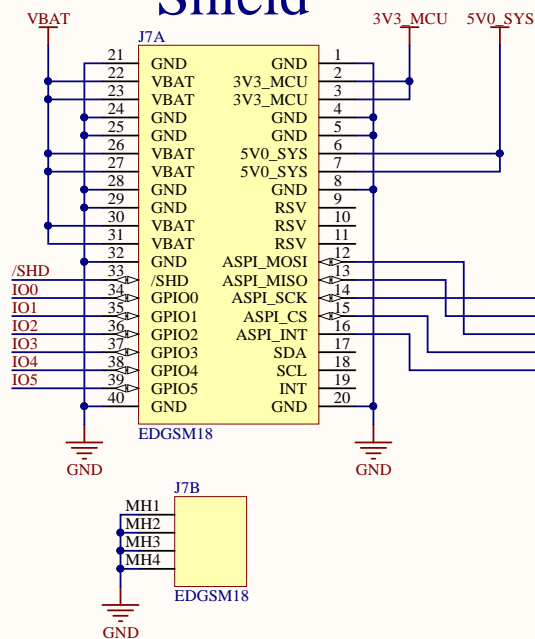 Shield
VBAT 3V3_MCU 5V0_SYS
J7A
21 GND GND 1
22 VBAT 3V3_MCU 2
23 VBAT 3V3_MCU 3
24 GND GND 4
25 GND GND 5
26 VBAT 5V0_SYS 6
27 VBAT 5V0_SYS 7
28 GND GND 8
29 GND RSV 9
30 VBAT RSV 10
31 VBAT RSV 11
32 GND ASPI_MOSI 12
/SHD 33 /SHD ASPI_MISO 13
IO0 34 GPIO0 ASPI_SCK 14
IO1 35 GPIO1 ASPI_CS 15
IO2 36 GPIO2 ASPI_INT 16
IO3 37 GPIO3 SDA 17
IO4 38 GPIO4 SCL 18
IO5 39 GPIO5 INT 19
40 GND GND 20
EDGSM18
GND GND
J7B
MH1
MH2
MH3
MH4
EDGSM18
GND